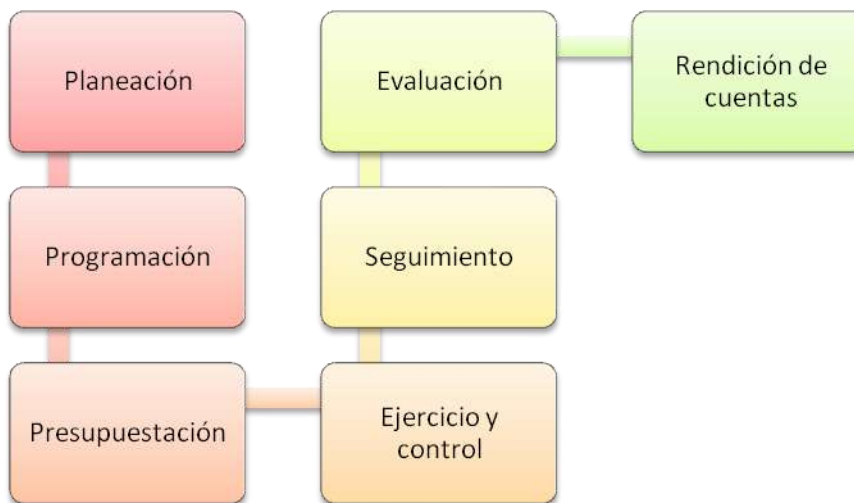 Planeación
Programación
Presupuestación
Ejercicio y
control
Seguimiento
Evaluación
Rendición de
cuentas